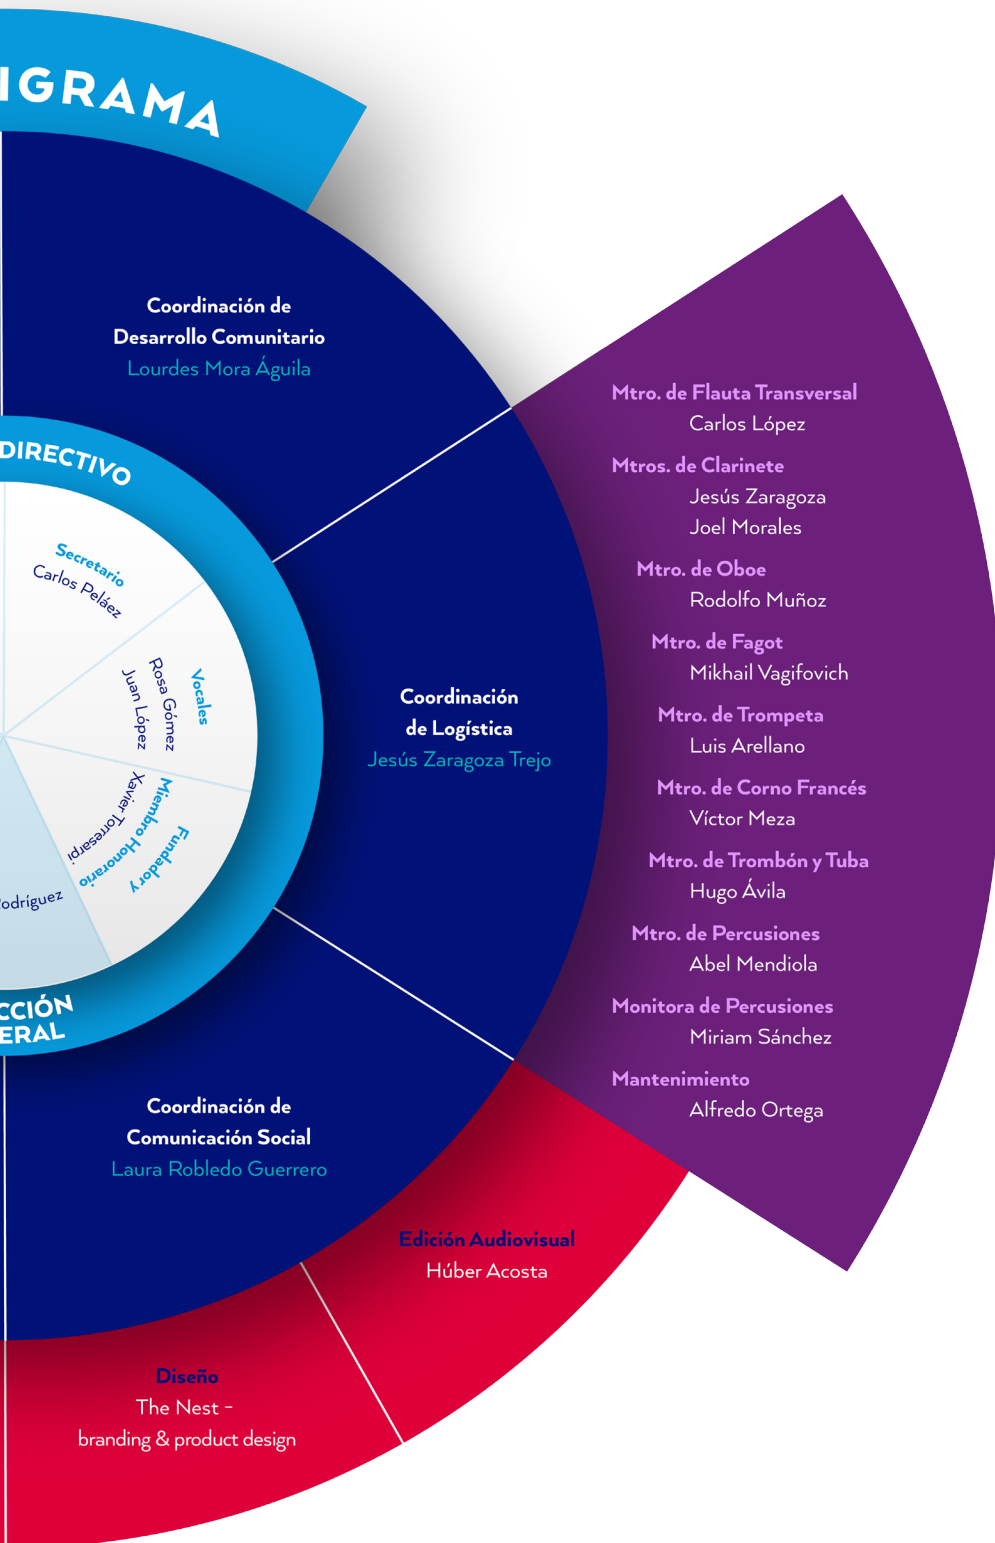 IGRAMA
Coordinación de
Desarrollo Comunitario
Lourdes Mora Águila
DIRECTIVO
Secretario
Carlos Peláez
Vocales
Rosa Gómez
Juan López
Fundador y
Miembro Honorario
Xavier Torresarpi
Rodríguez
CCIÓN
ERAL
Coordinación
de Logística
Jesús Zaragoza Trejo
Mtro. de Flauta Transversal
Carlos López
Mtros. de Clarinete
Jesús Zaragoza
Joel Morales
Mtro. de Oboe
Rodolfo Muñoz
Mtro. de Fagot
Mikhail Vagifovich
Mtro. de Trompeta
Luis Arellano
Mtro. de Corno Francés
Víctor Meza
Mtro. de Trombón y Tuba
Hugo Ávila
Mtro. de Percusiones
Abel Mendiola
Monitora de Percusiones
Miriam Sánchez
Mantenimiento
Alfredo Ortega
Coordinación de
Comunicación Social
Laura Robledo Guerrero
Edición Audiovisual
Húber Acosta
Diseño
The Nest -
branding & product design